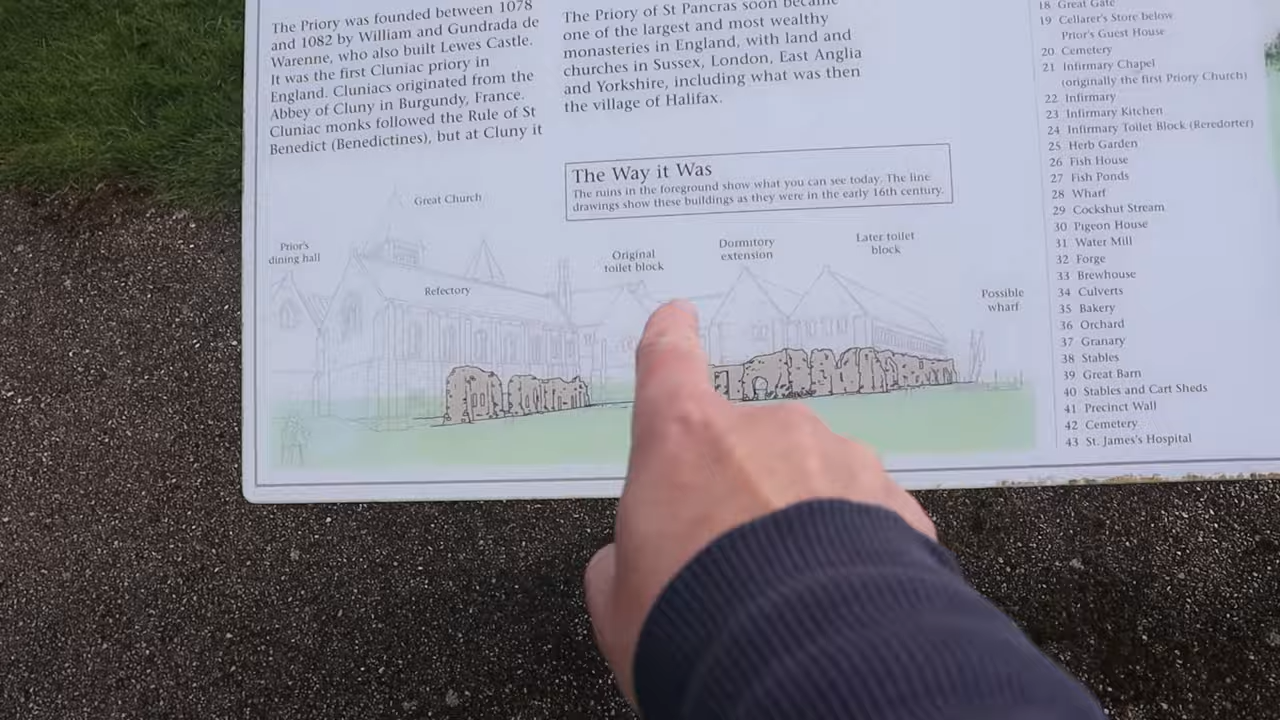 The Priory was founded between 1078
and 1082 by William and Gundrada de
Warenne, who also built Lewes Castle.
It was the first Cluniac priory in
England. Cluniacs originated from the
Abbey of Cluny in Burgundy, France.
Cluniac monks followed the Rule of St
Benedict (Benedictines), but at Cluny it
The Priory of St Pancras soon became
one of the largest and most wealthy
monasteries in England, with land and
churches in Sussex, London, East Anglia
and Yorkshire, including what was then
the village of Halifax.
The Way it Was
The ruins in the foreground show what you can see today. The line
drawings show these buildings as they were in the early 16th century.
Great Church
Prior's
dining hall
Refectory
Original
toilet block
Dormitory
extension
Later toilet
block
Possible
wharf
18 Great Gate
19 Cellarer's Store below
Prior's Guest House
20 Cemetery
21 Infirmary Chapel
(originally the first Priory Church)
22 Infirmary
23 Infirmary Kitchen
24 Infirmary Toilet Block (Reredorter)
25 Herb Garden
26 Fish House
27 Fish Ponds
28 Wharf
29 Cockshut Stream
30 Pigeon House
31 Water Mill
32 Forge
33 Brewhouse
34 Culverts
35 Bakery
36 Orchard
37 Granary
38 Stables
39 Great Barn
40 Stables and Cart Sheds
41 Precinct Wall
42 Cemetery
43 St. James's Hospital